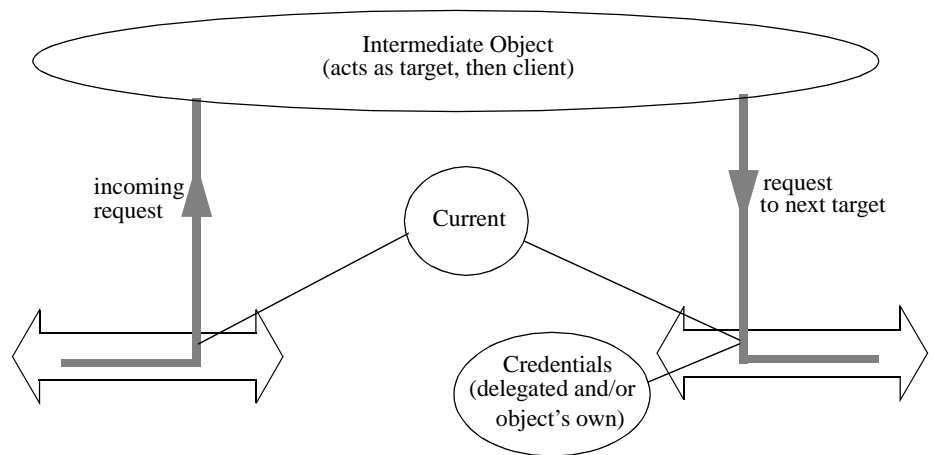 Intermediate Object
(acts as target, then client)
incoming
request
Current
request
to next target
Credentials
(delegated and/or
object's own)